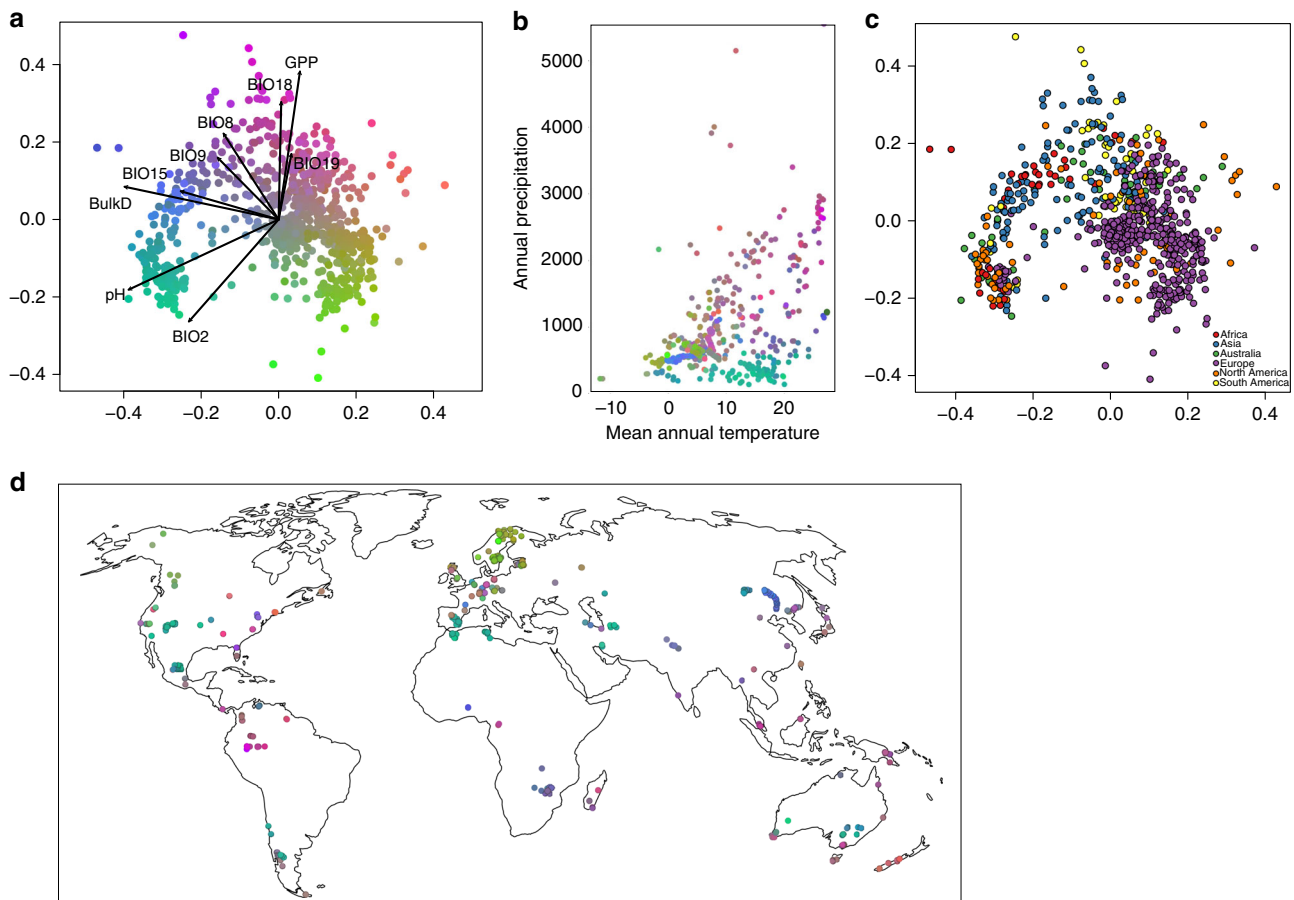 a
0.4
0.2
0.0
−0.2
−0.4
−0.4
−0.2
0.0
0.2
0.4
GPP
BIO18
BIO8
BIO9
BIO19
BIO15
BulkD
pH
BIO2
b
Annual precipitation
5000
4000
3000
2000
1000
0
−10
0
10
20
Mean annual temperature
c
0.4
0.2
0.0
−0.2
−0.4
−0.4
−0.2
0.0
0.2
0.4
Africa
Asia
Australia
Europe
North America
South America
d